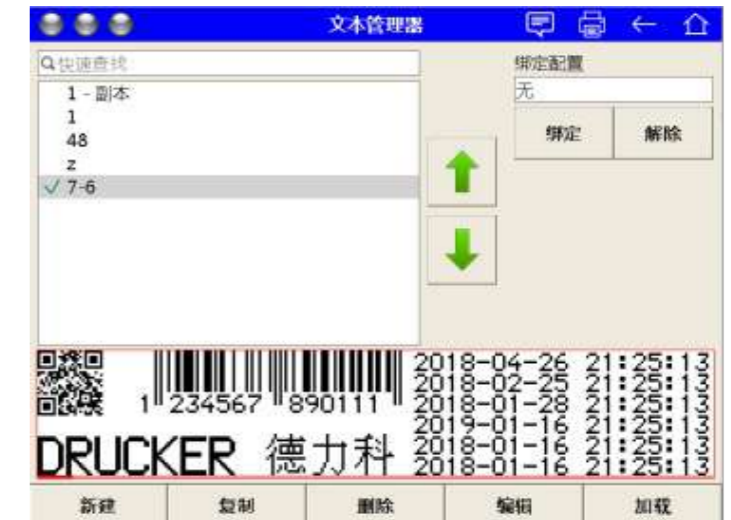 文本管理器
快速查找
1 - 副本
1
48
z
7-6
绑定配置
无
绑定
解除
1 234567 890111
DRUCKER 德力科
2018-04-26 21:25:13
2018-02-25 21:25:13
2018-01-28 21:25:13
2019-01-16 21:25:13
2018-01-16 21:25:13
2018-01-16 21:25:13
新建
复制
删除
编辑
加载